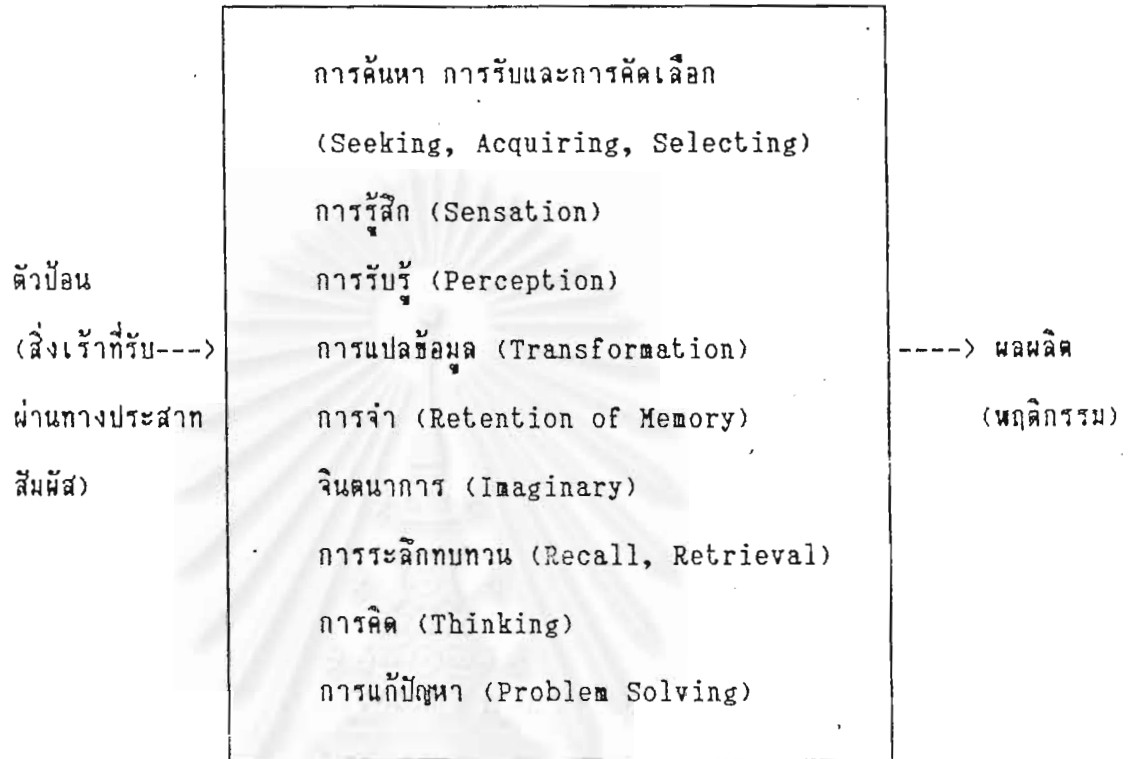 การค้นหา การรับและการคัดเลือก
(Seeking, Acquiring, Selecting)
การรู้สึก (Sensation)
ตัวป้อน การรับรู้ (Perception)
(สิ่งเร้าที่รับ---> การแปลข้อมูล (Transformation) ----> ผลผลิต
ผ่านทางประสาท การจำ (Retention of Memory) (พฤติกรรม)
สัมผัส) จินตนาการ (Imaginary)
การระลึกทบทวน (Recall, Retrieval)
การคิด (Thinking)
การแก้ปัญหา (Problem Solving)